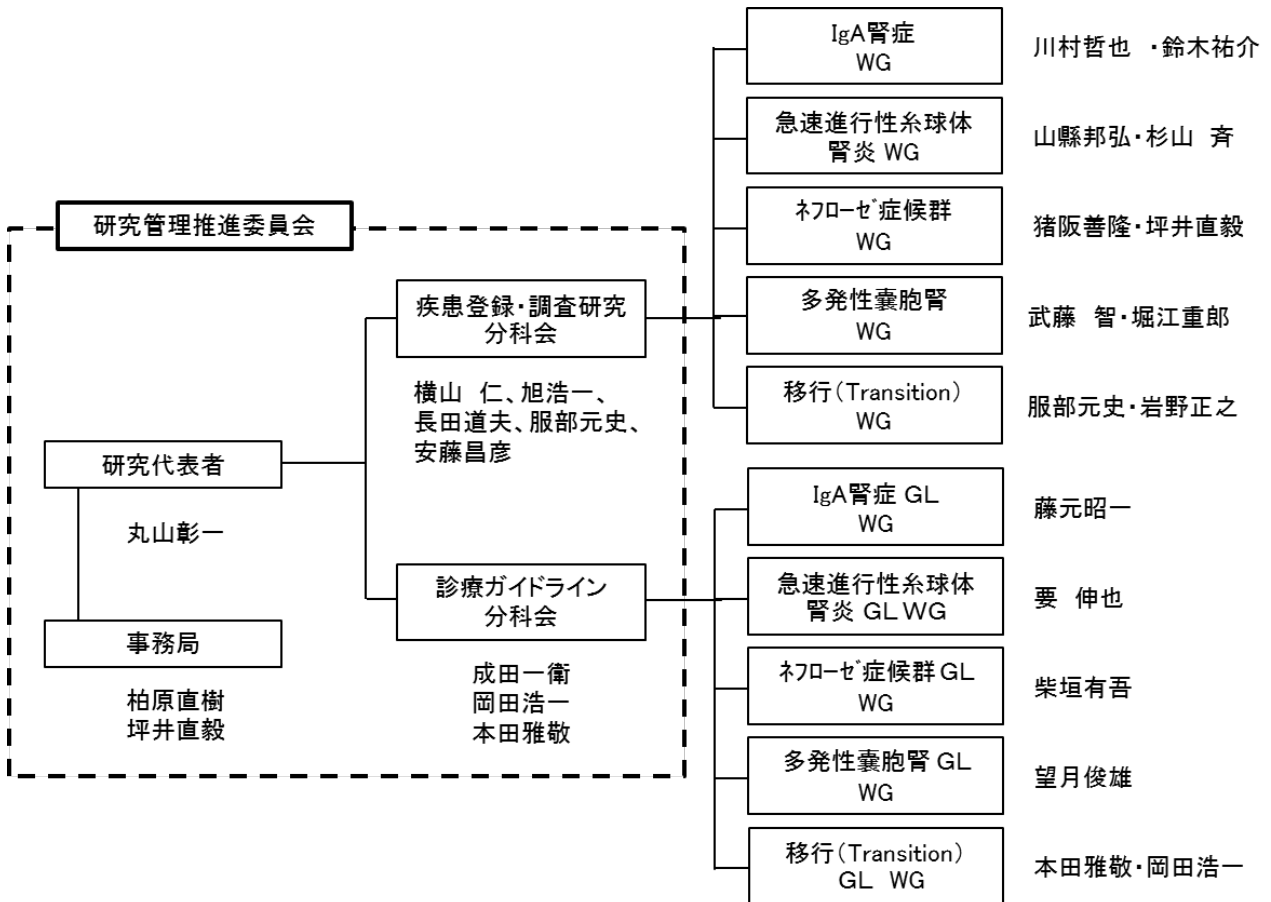 研究管理推進委員会
研究代表者
丸山彰一
事務局
柏原直樹
坪井直毅
疾患登録・調査研究
分科会
横山　仁、旭浩一、
長田道夫、服部元史、
安藤昌彦
診療ガイドライン
分科会
成田一衛
岡田浩一
本田雅敬
IgA腎症
WG
川村哲也　・鈴木祐介
急速進行性糸球体
腎炎 WG
山縣邦弘・杉山　斉
ﾈﾌﾛｰｾﾞ症候群
WG
猪阪善隆・坪井直毅
多発性嚢胞腎
WG
武藤　智・堀江重郎
移行（Transition）
WG
服部元史・岩野正之
IgA腎症 GL
WG
藤元昭一
急速進行性糸球体
腎炎 GL WG
要　伸也
ﾈﾌﾛｰｾﾞ症候群 GL
WG
柴垣有吾
多発性嚢胞腎 GL
WG
望月俊雄
移行（Transition）
GL　WG
本田雅敬・岡田浩一